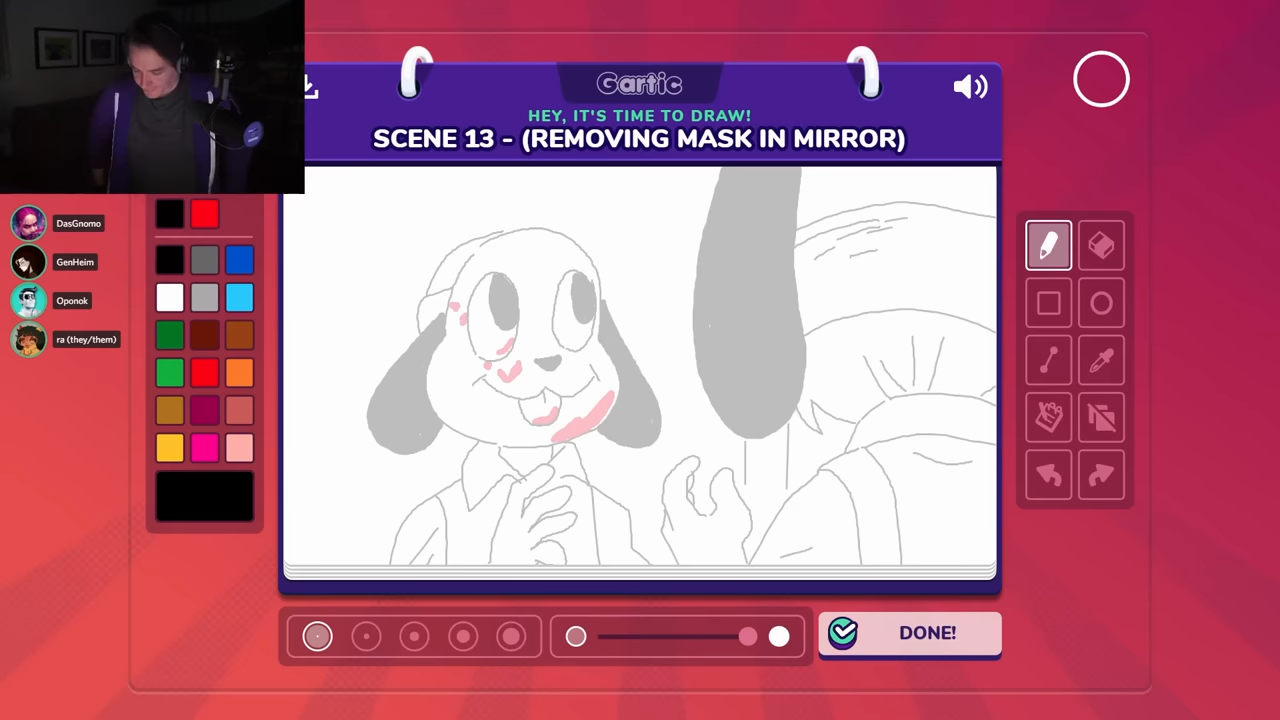 Gartic
HEY, IT'S TIME TO DRAW!
SCENE 13 - (REMOVING MASK IN MIRROR)
DasGnomo
GenHeim
Oponok
ra (they/them)
DONE!